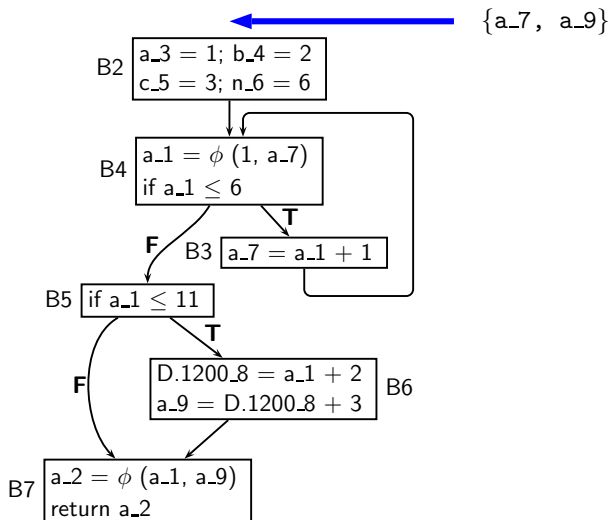 {a_7, a_9}
B2
a_3 = 1; b_4 = 2
c_5 = 3; n_6 = 6
B4
a_1 = ϕ (1, a_7)
if a_1 ≤ 6
F
T
B3
a_7 = a_1 + 1
B5
if a_1 ≤ 11
F
T
D.1200_8 = a_1 + 2
a_9 = D.1200_8 + 3
B6
B7
a_2 = ϕ (a_1, a_9)
return a_2